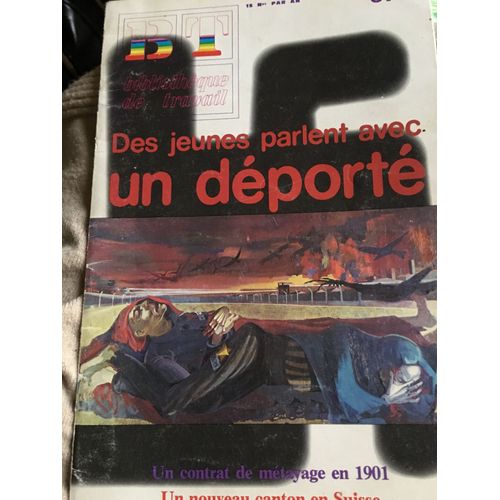 15 Nos PAR AN
BT
bibliothèque
de travail
Des jeunes parlent avec
un déporté
Un contrat de métayage en 1901
Un nouveau canton en Suisse